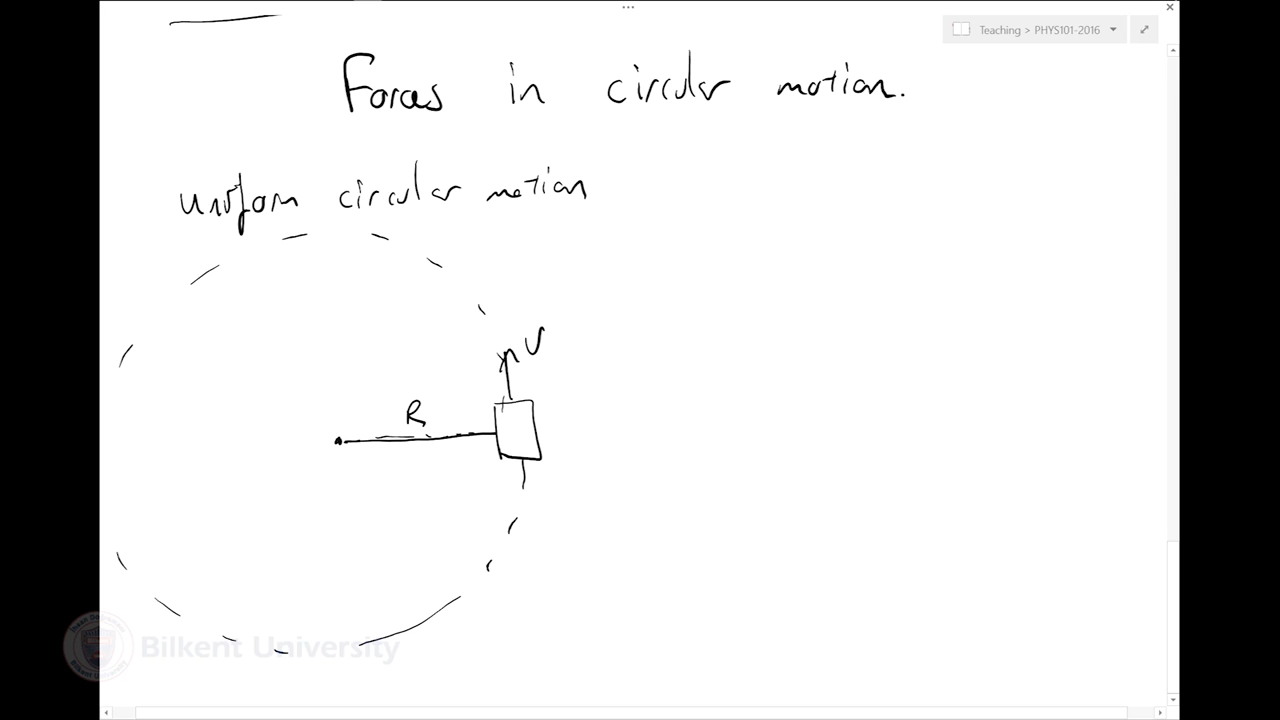 Teaching > PHYS101-2016
Forces in circular motion.
uniform circular motion
v
R
Bilkent University